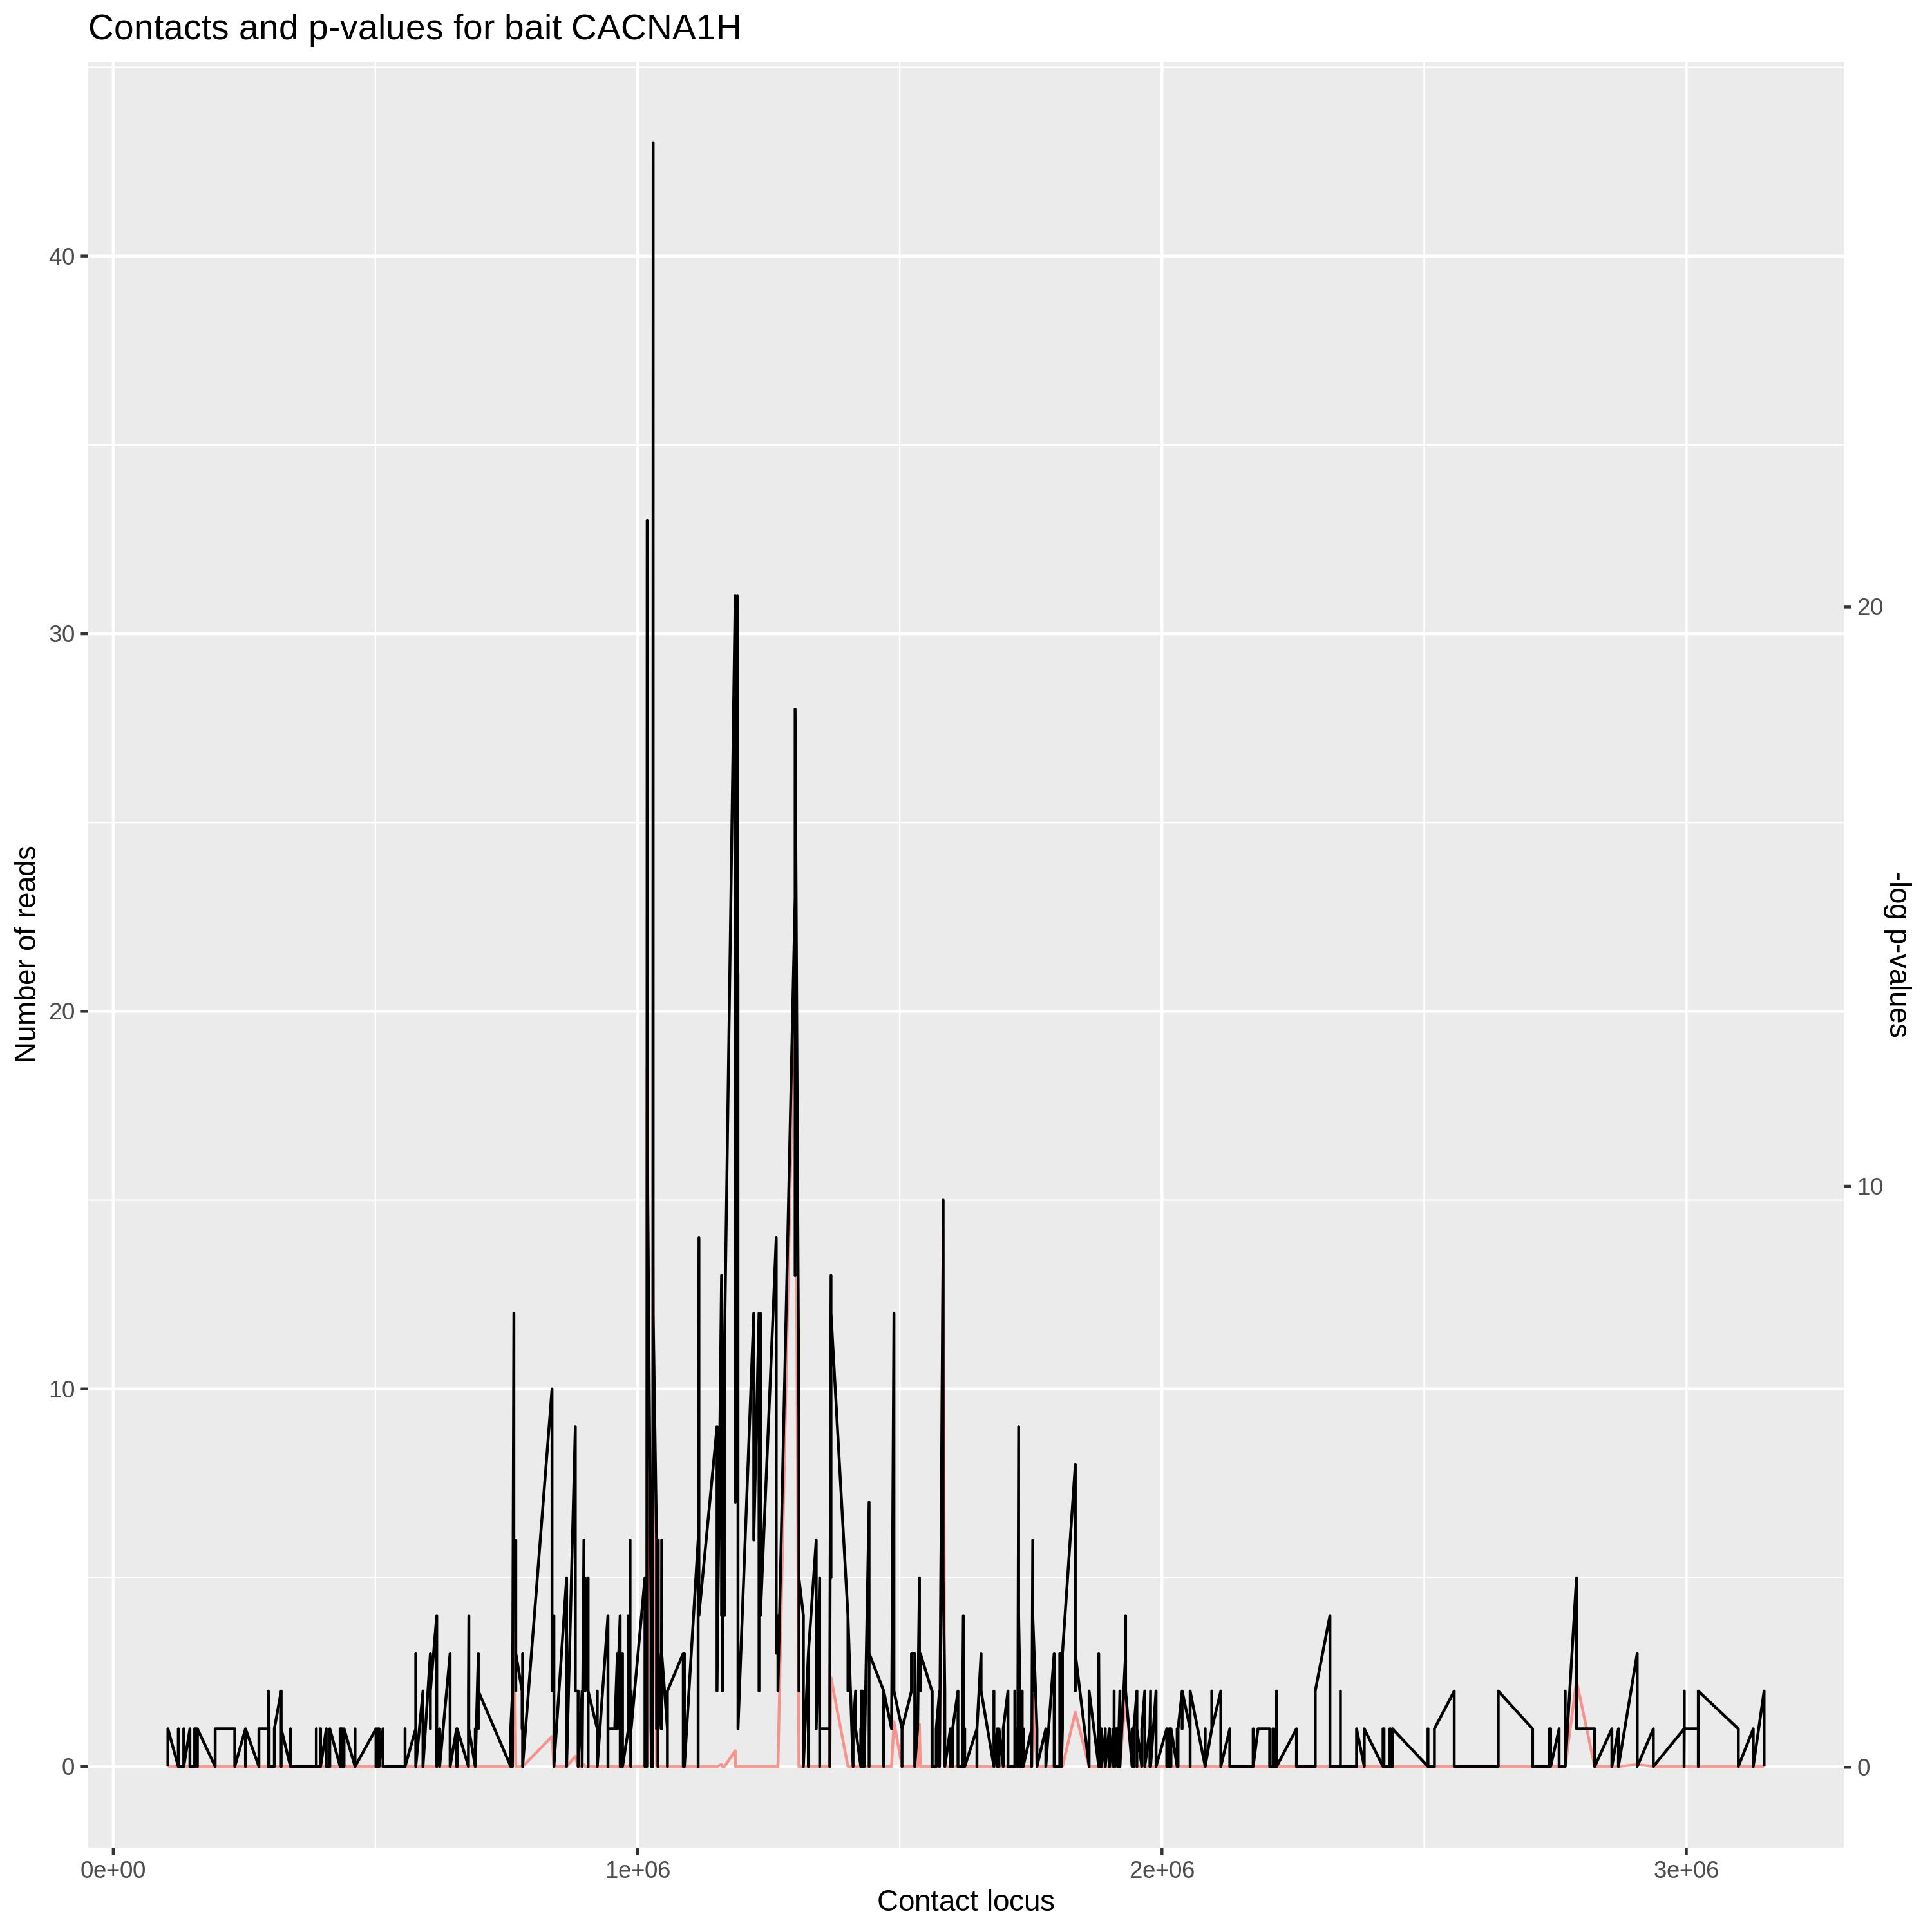 Contacts and p-values for bait CACNA1H
Number of reads
40
30
20
10
0
-log p-values
20
10
0
0e+00
1e+06
2e+06
3e+06
Contact locus